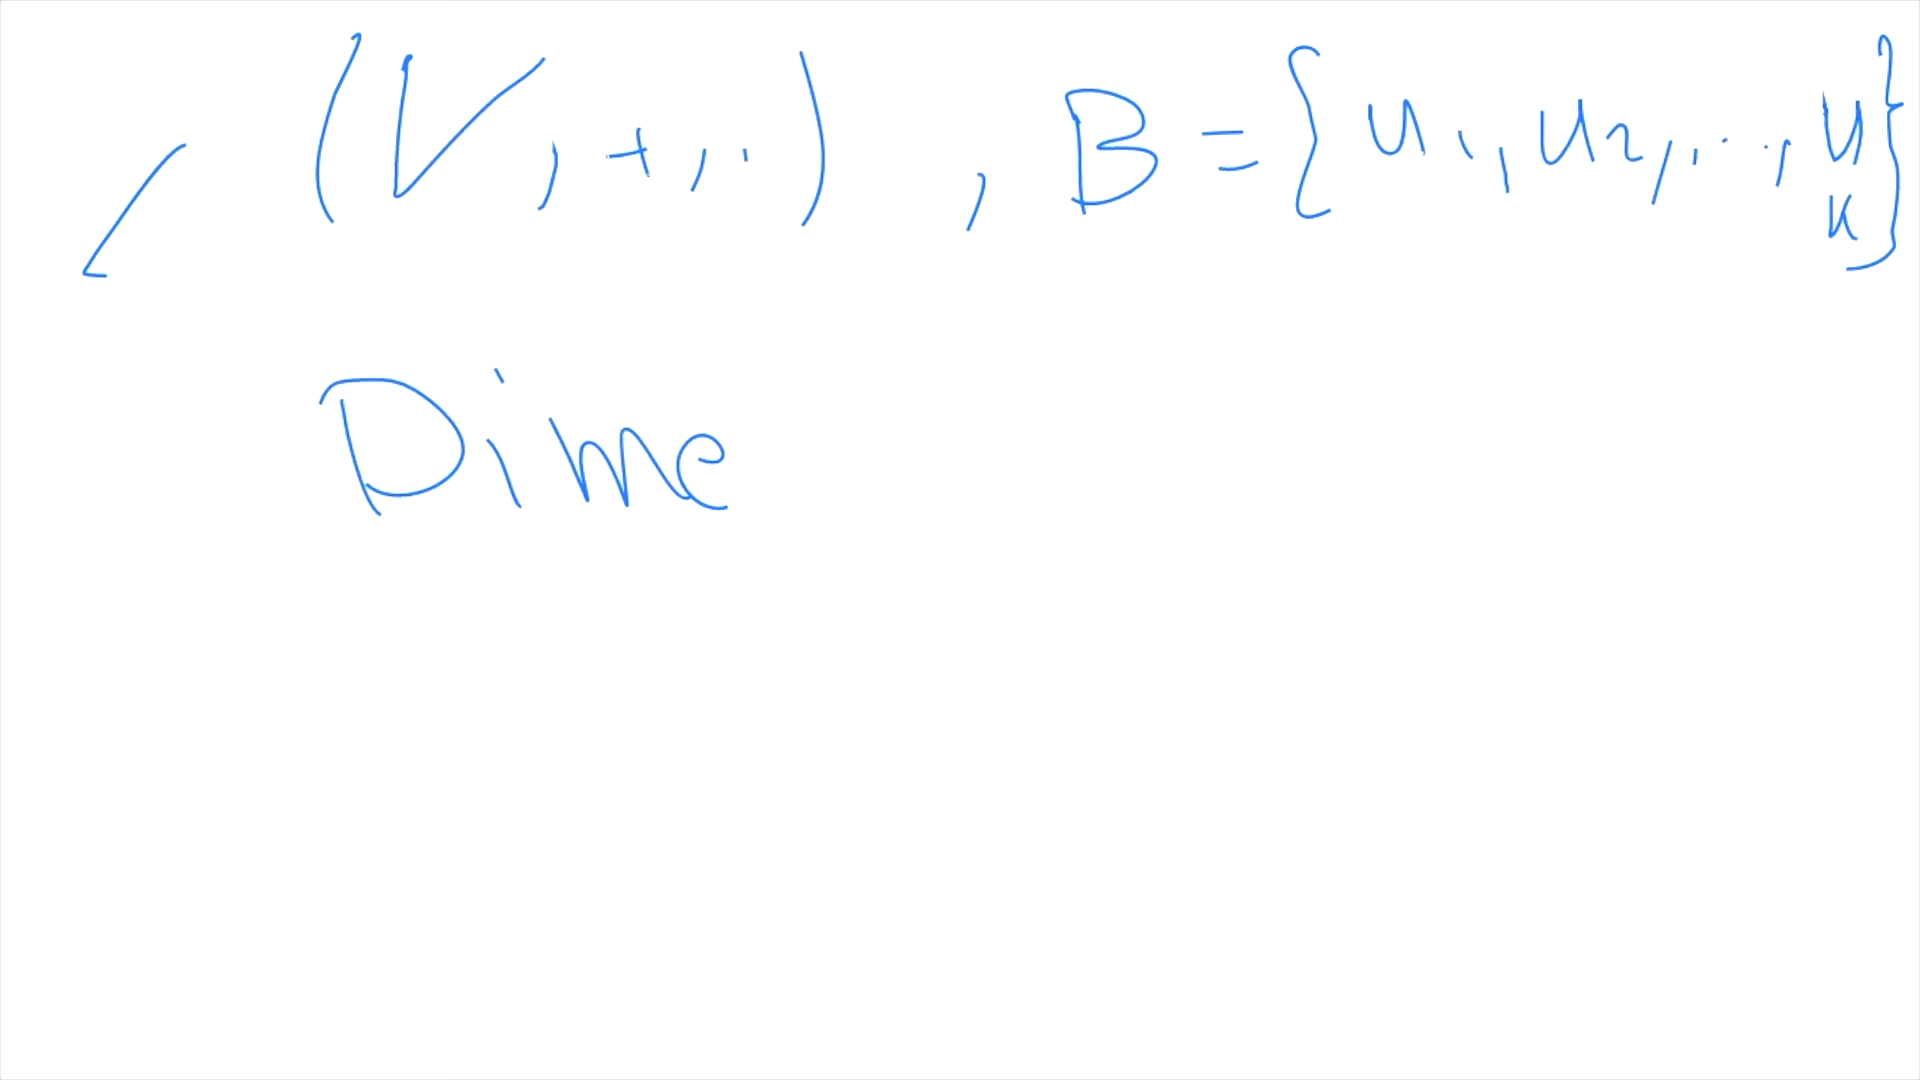 (V, +, ·) , B = {u₁, u₂, ..., uₖ}
Dime